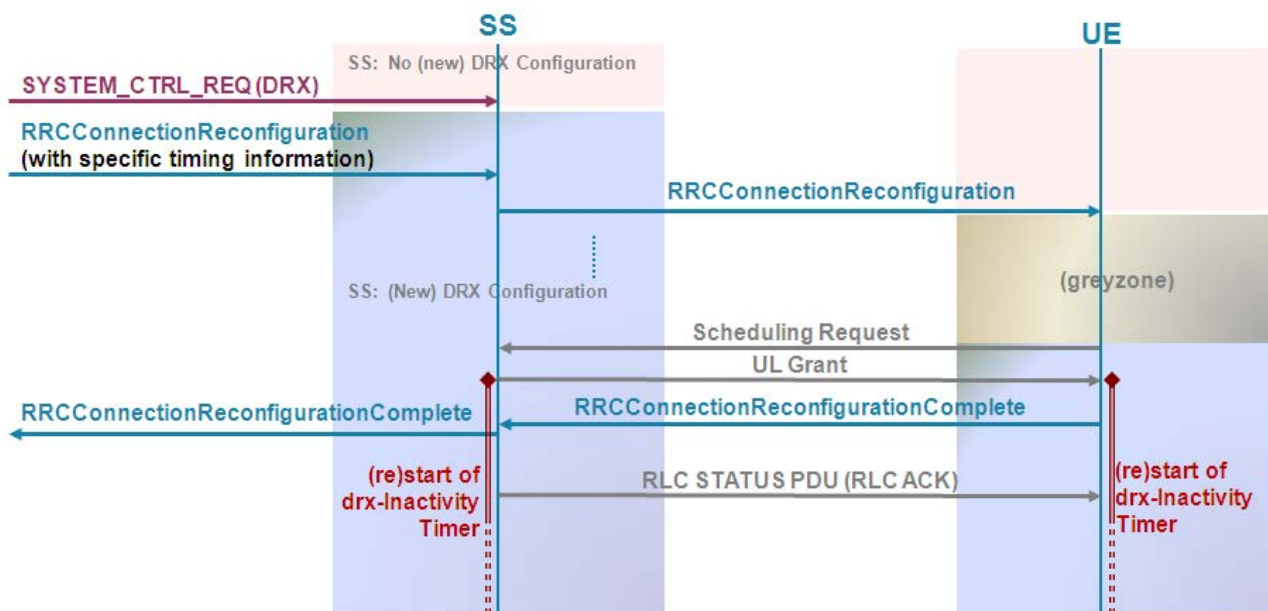 SS
UE
SS: No (new) DRX Configuration
SYSTEM_CTRL_REQ(DRX)
RRCConnectionReconfiguration
(with specific timing information)
RRCConnectionReconfiguration
(greyzone)
SS: (New) DRX Configuration
Scheduling Request
UL Grant
RRCConnectionReconfigurationComplete
RRCConnectionReconfigurationComplete
(re)start of
drx-Inactivity
Timer
RLC STATUS PDU (RLC ACK)
(re)start of
drx-Inactivity
Timer